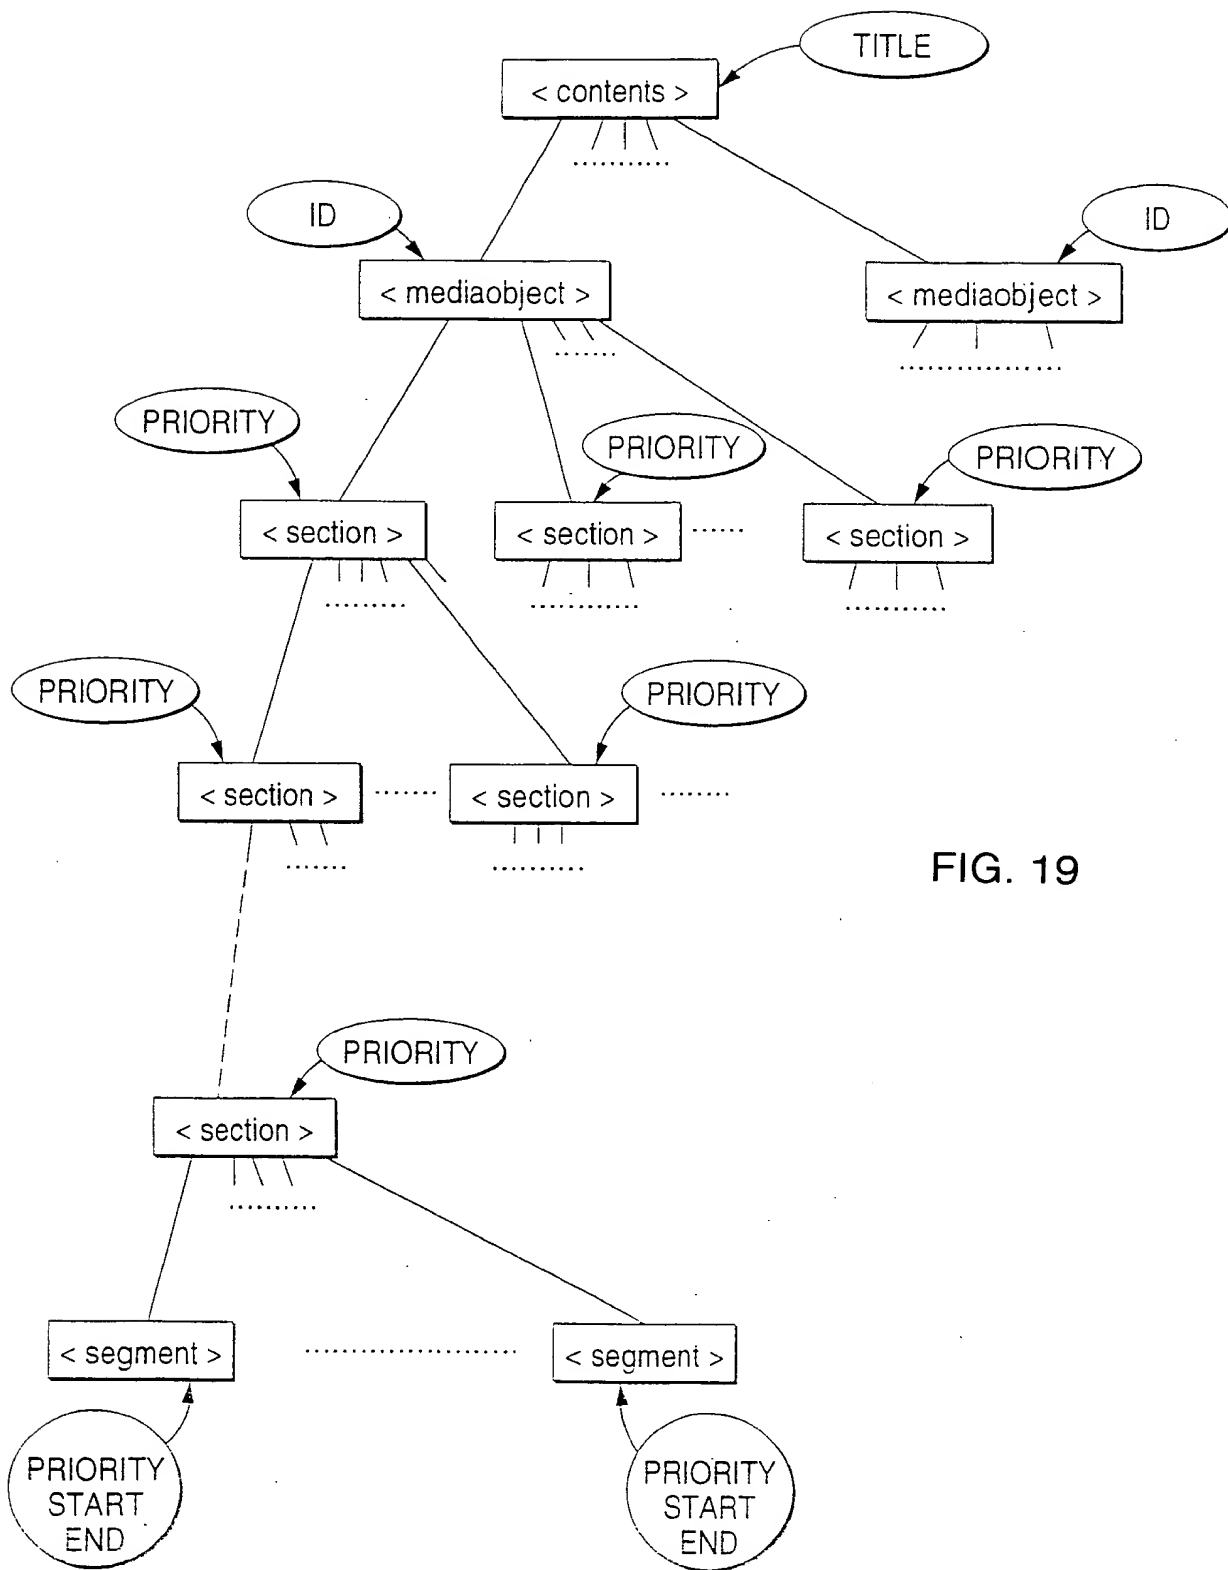 TITLE
< contents >
ID
ID
< mediaobject >
< mediaobject >
PRIORITY
PRIORITY
PRIORITY
< section >
< section >
< section >
PRIORITY
PRIORITY
< section >
< section >
FIG. 19
PRIORITY
< section >
< segment >
< segment >
PRIORITY
START
END
PRIORITY
START
END